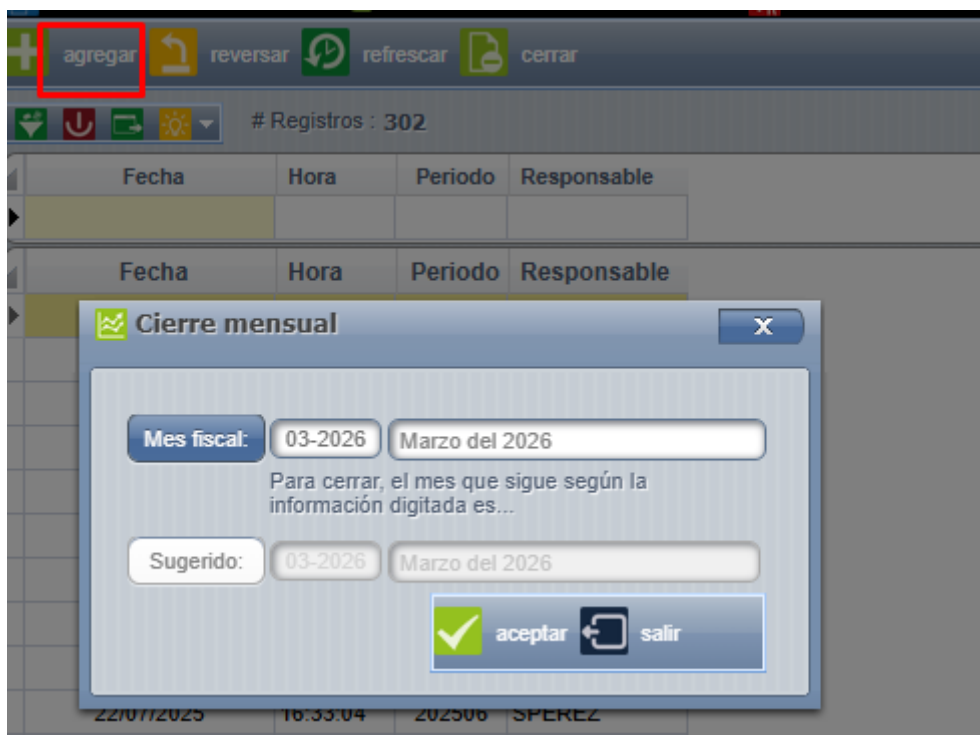 agregar reversar refrescar cerrar
# Registros : 302
Fecha Hora Periodo Responsable
Fecha Hora Periodo Responsable
Cierre mensual X
Mes fiscal: 03-2026 Marzo del 2026
Para cerrar, el mes que sigue según la
información digitada es...
Sugerido: 03-2026 Marzo del 2026
aceptar salir
22/07/2025 16:33:04 202506 SPEREZ